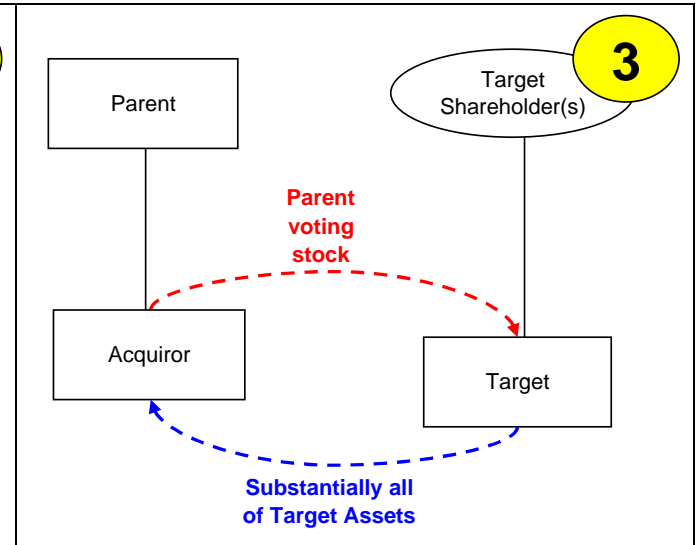 3
Parent
Target
Shareholder(s)
Parent
voting
stock
Acquiror
Target
Substantially all
of Target Assets